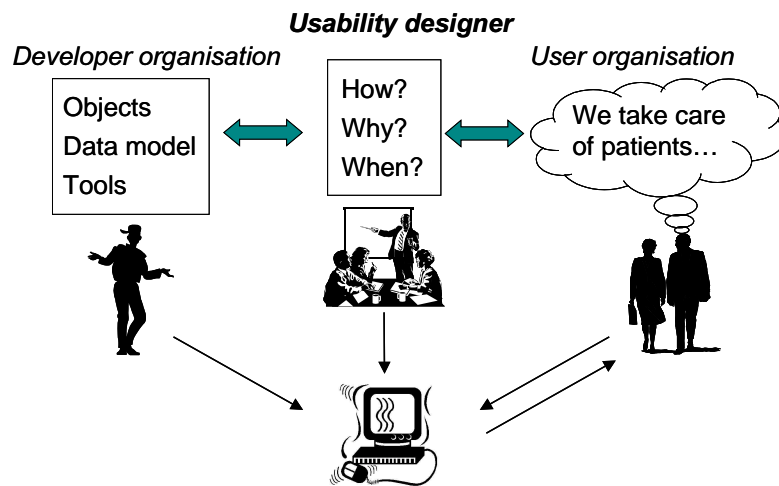 Usability designer
Developer organisation
User organisation
Objects
Data model
Tools
How?
Why?
When?
We take care
of patients…